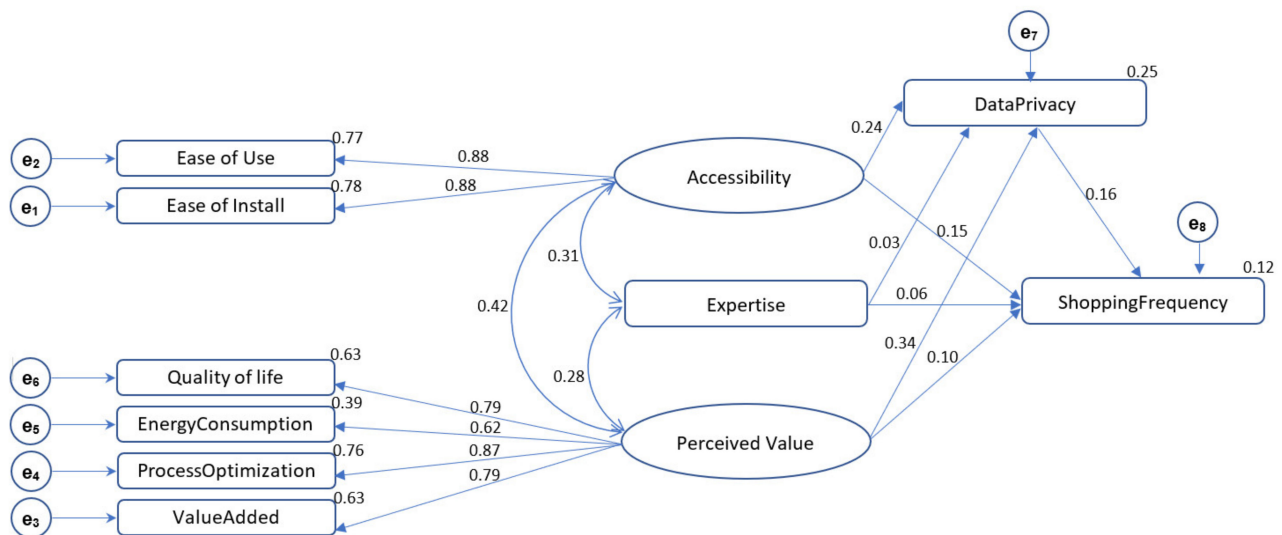 e7
0.25
DataPrivacy
0.24
0.77
e2
Ease of Use
0.88
Accessibility
0.78
0.88
e1
Ease of Install
0.16
e8
0.03
0.15
0.31
0.12
0.42
Expertise
0.06
ShoppingFrequency
0.34
0.10
0.28
0.63
e6
Quality of life
0.79
0.39
e5
EnergyConsumption
0.62
Perceived Value
0.76
0.87
e4
ProcessOptimization
0.79
0.63
e3
ValueAdded